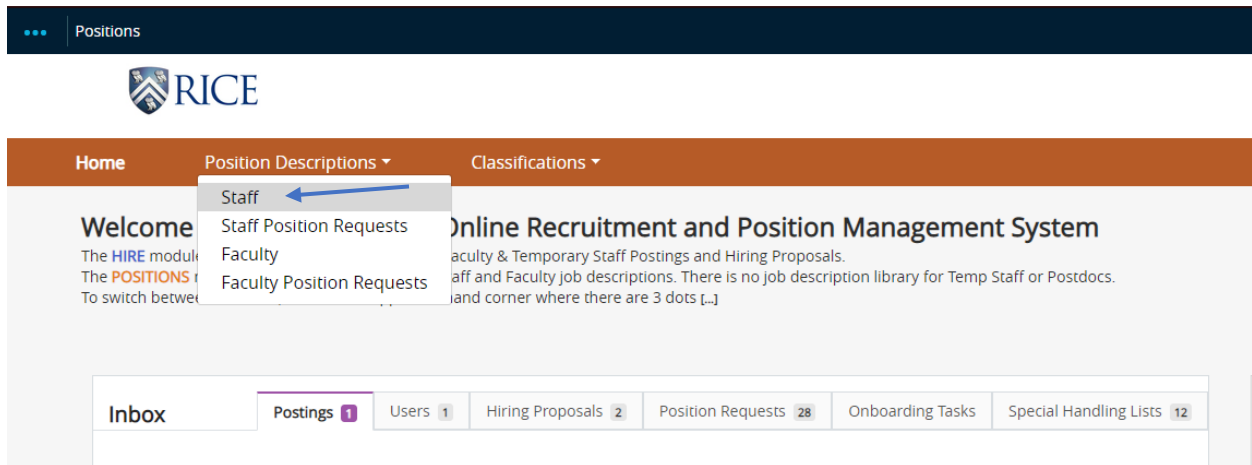 Positions
RICE
Home Position Descriptions Classifications
Staff
Staff Position Requests
Faculty
Faculty Position Requests
Welcome Online Recruitment and Position Management System
The HIRE module aculty & Temporary Staff Postings and Hiring Proposals.
The POSITIONS aff and Faculty job descriptions. There is no job description library for Temp Staff or Postdocs.
To switch between hand corner where there are 3 dots [...]
Inbox Postings 1 Users 1 Hiring Proposals 2 Position Requests 28 Onboarding Tasks Special Handling Lists 12